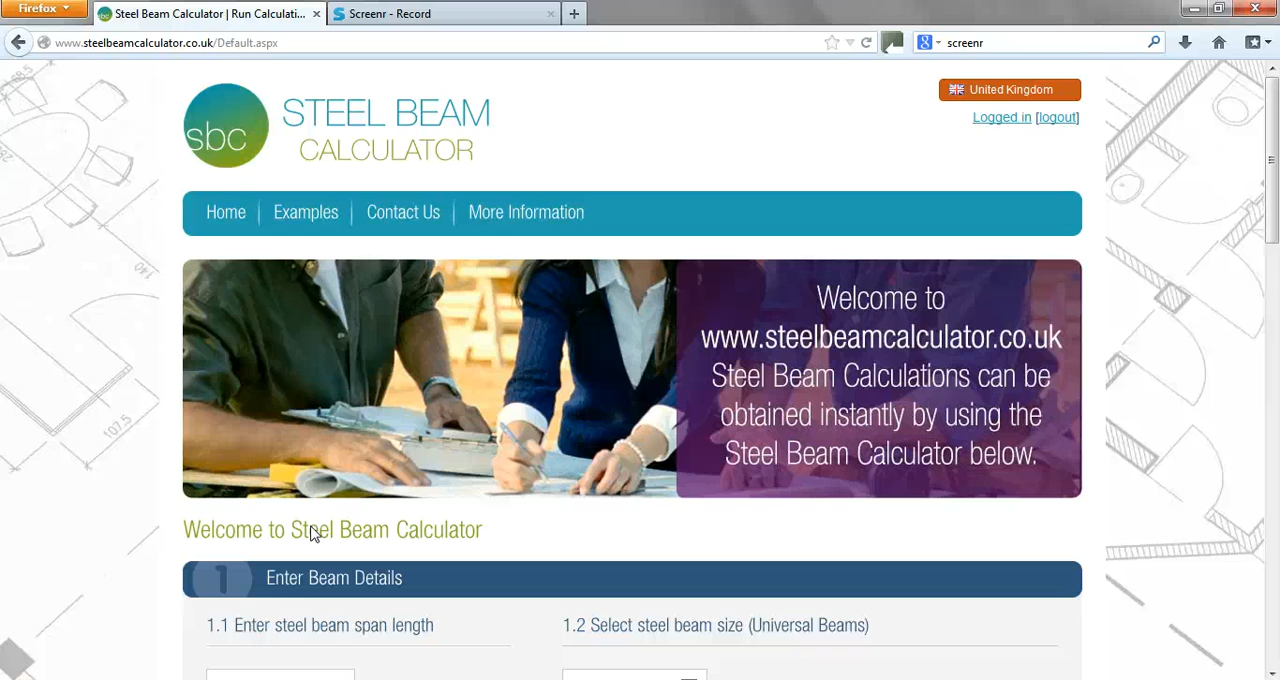 Firefox
Steel Beam Calculator | Run Calculati...
Screenr - Record
www.steelbeamcalculator.co.uk/Default.aspx
screenr
United Kingdom
Logged in [logout]
sbc
STEEL BEAM
CALCULATOR
Home
Examples
Contact Us
More Information
Welcome to
www.steelbeamcalculator.co.uk
Steel Beam Calculations can be
obtained instantly by using the
Steel Beam Calculator below.
Welcome to Steel Beam Calculator
1
Enter Beam Details
1.1 Enter steel beam span length
1.2 Select steel beam size (Universal Beams)
140
107.5